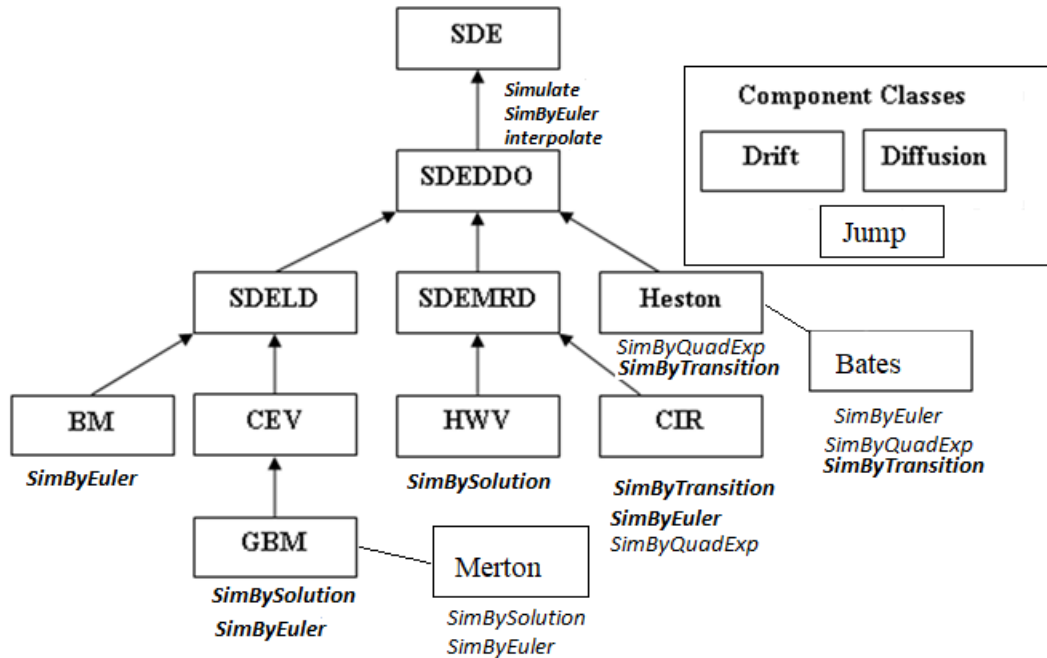 SDE
Simulate
SimByEuler
interpolate
Component Classes
Drift
Diffusion
Jump
SDEDDO
SDELD
SDEMRD
Heston
SimByQuadExp
SimByTransition
Bates
SimByEuler
SimByQuadExp
SimByTransition
BM
SimByEuler
CEV
HWV
SimBySolution
CIR
SimByTransition
SimByEuler
SimByQuadExp
GBM
SimBySolution
SimByEuler
Merton
SimBySolution
SimByEuler